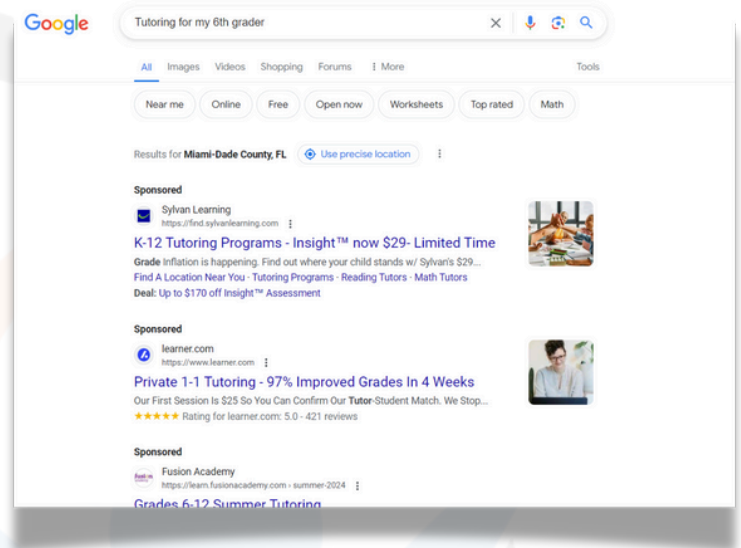 Google
Tutoring for my 6th grader
All Images Videos Shopping Forums More Tools
Near me Online Free Open now Worksheets Top rated Math
Results for Miami-Dade County, FL Use precise location
Sponsored
Sylvan Learning
https://find.sylvanlearning.com
K-12 Tutoring Programs - Insight™ now $29- Limited Time
Grade Inflation is happening. Find out where your child stands w/ Sylvan's $29...
Find A Location Near You · Tutoring Programs · Reading Tutors · Math Tutors
Deal: Up to $170 off Insight™ Assessment
Sponsored
learner.com
https://www.learner.com
Private 1-1 Tutoring - 97% Improved Grades In 4 Weeks
Our First Session Is $25 So You Can Confirm Our Tutor-Student Match. We Stop...
★★★★★ Rating for learner.com: 5.0 - 421 reviews
Sponsored
Fusion Academy
https://learn.fusionacademy.com › summer-2024
Grades 6-12 Summer Tutoring